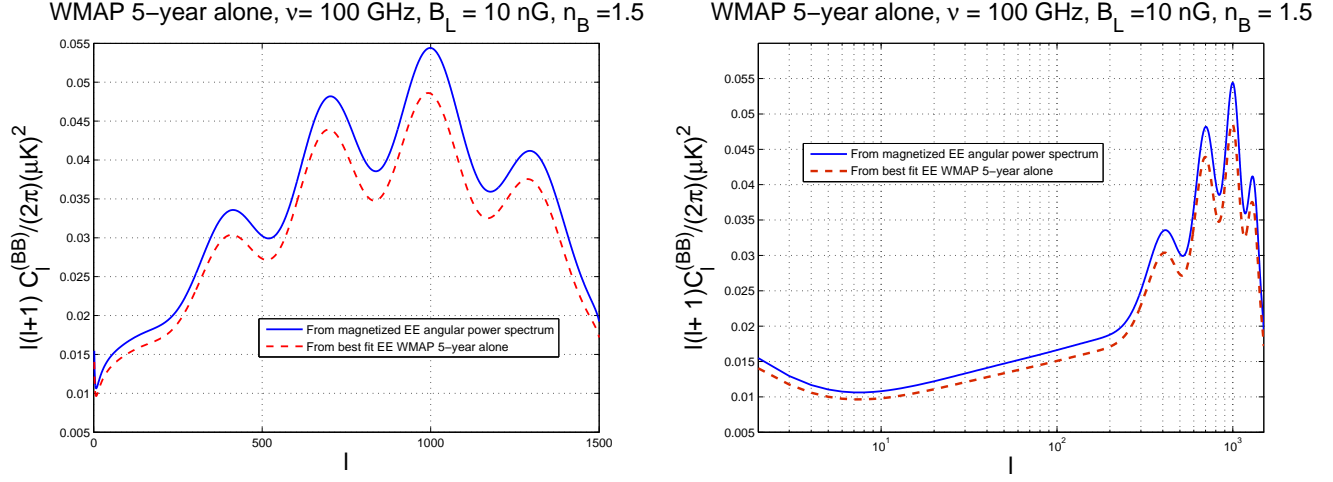 WMAP 5−year alone, ν= 100 GHz, B_L = 10 nG, n_B =1.5
l(l+1) C_l^(BB)/(2π)(μK)^2
0.055
0.05
0.045
0.04
0.035
0.03
0.025
0.02
0.015
0.01
0.005
From magnetized EE angular power spectrum
From best fit EE WMAP 5−year alone
0
500
1000
1500
l
WMAP 5−year alone, ν = 100 GHz, B_L =10 nG, n_B = 1.5
l(l+ 1)C_l^(BB)/(2π)(μK)^2
0.055
0.05
0.045
0.04
0.035
0.03
0.025
0.02
0.015
0.01
0.005
From magnetized EE angular power spectrum
From best fit EE WMAP 5−year alone
10^1
10^2
10^3
l